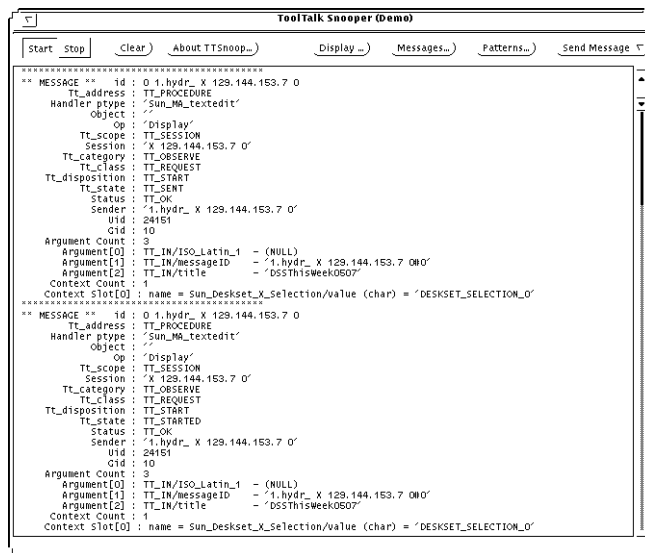 ToolTalk Snooper (Demo)
Start Stop Clear) About TTSnoop...) Display ...) Messages...) Patterns...) Send Message
****************************************
** MESSAGE **   id : 0 1.hydr_ X 129.144.153.7 0
Tt_address : TT_PROCEDURE
Handler ptype : ´Sun_MA_textedit´
Object : ´´
Op : ´Display´
Tt_scope : TT_SESSION
Session : ´X 129.144.153.7 0´
Tt_category : TT_OBSERVE
Tt_class : TT_REQUEST
Tt_disposition : TT_START
Tt_state : TT_SENT
Status : TT_OK
Sender : ´1.hydr_ X 129.144.153.7 0´
Uid : 24151
Gid : 10
Argument Count : 3
Argument[0] : TT_IN/ISO_Latin_1  - (NULL)
Argument[1] : TT_IN/messageID    - ´1.hydr_ X 129.144.153.7 0#0´
Argument[2] : TT_IN/title        - ´DSSThisWeek0507´
Context Count : 1
Context Slot[0] : name = Sun_Deskset_X_Selection/value (char) = ´DESKSET_SELECTION_0´
****************************************
** MESSAGE **   id : 0 1.hydr_ X 129.144.153.7 0
Tt_address : TT_PROCEDURE
Handler ptype : ´Sun_MA_textedit´
Object : ´´
Op : ´Display´
Tt_scope : TT_SESSION
Session : ´X 129.144.153.7 0´
Tt_category : TT_OBSERVE
Tt_class : TT_REQUEST
Tt_disposition : TT_START
Tt_state : TT_STARTED
Status : TT_OK
Sender : ´1.hydr_ X 129.144.153.7 0´
Uid : 24151
Gid : 10
Argument Count : 3
Argument[0] : TT_IN/ISO_Latin_1  - (NULL)
Argument[1] : TT_IN/messageID    - ´1.hydr_ X 129.144.153.7 0#0´
Argument[2] : TT_IN/title        - ´DSSThisWeek0507´
Context Count : 1
Context Slot[0] : name = Sun_Deskset_X_Selection/value (char) = ´DESKSET_SELECTION_0´